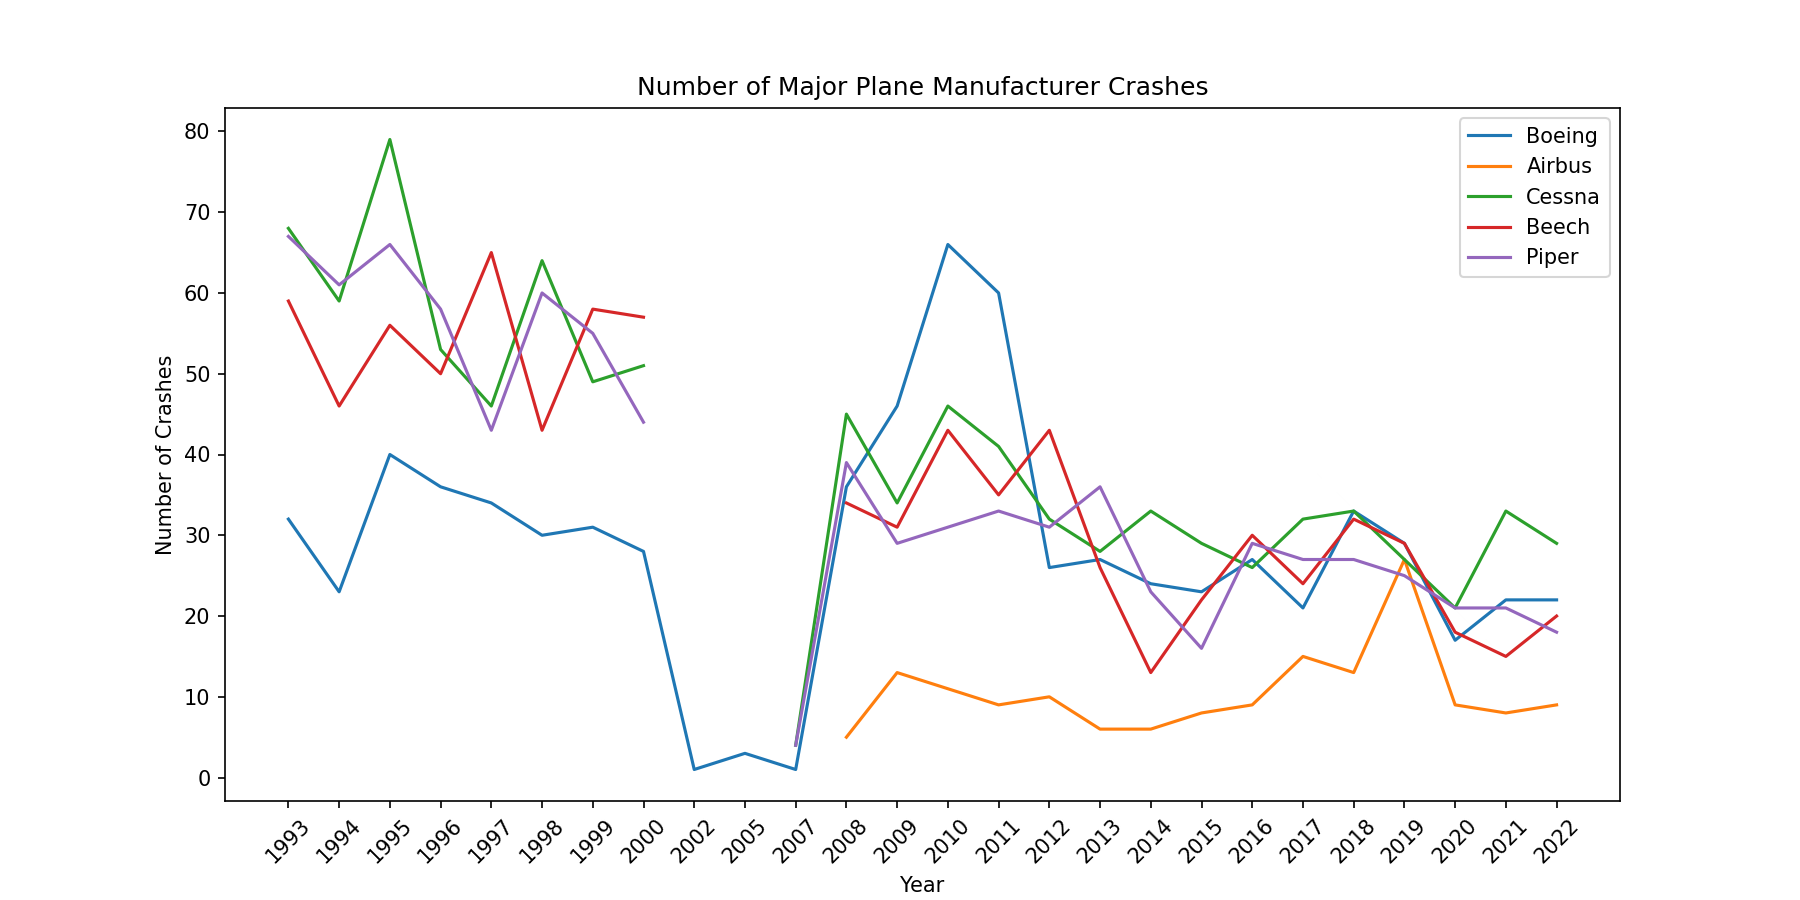 Number of Major Plane Manufacturer Crashes
Boeing
Airbus
Cessna
Beech
Piper
Number of Crashes
80
70
60
50
40
30
20
10
0
1993 1994 1995 1996 1997 1998 1999 2000 2002 2005 2007 2008 2009 2010 2011 2012 2013 2014 2015 2016 2017 2018 2019 2020 2021 2022
Year